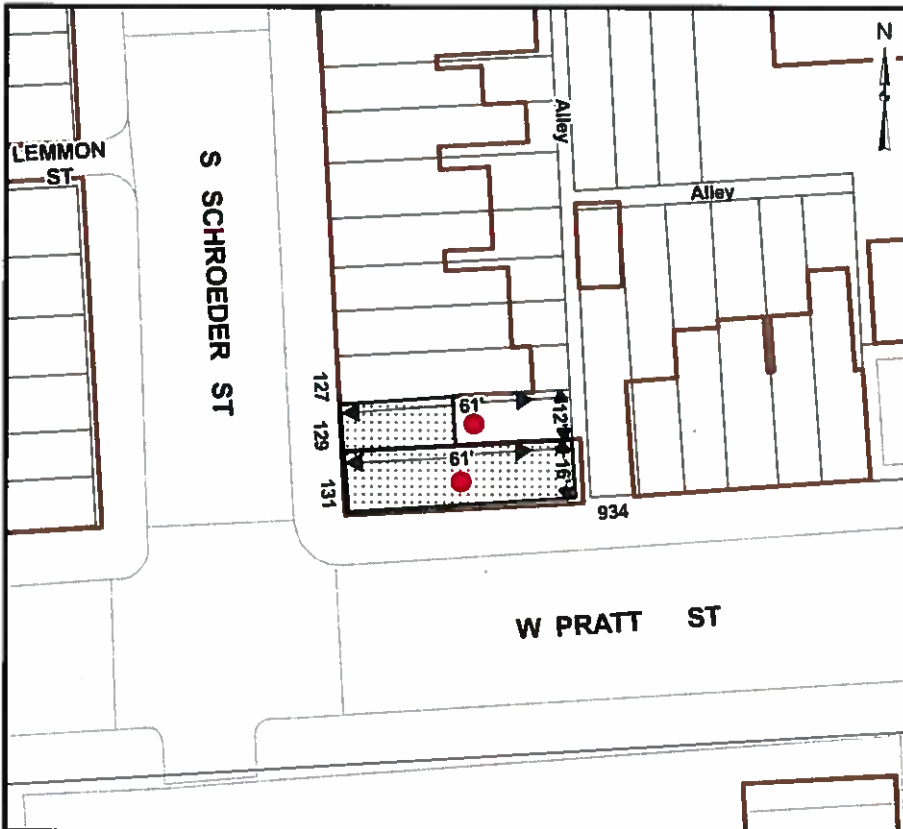 N
Alley
LEMMON
ST
S SCHROEDER ST
Alley
127
61'
12'
129
61'
16'
131
934
W PRATT ST